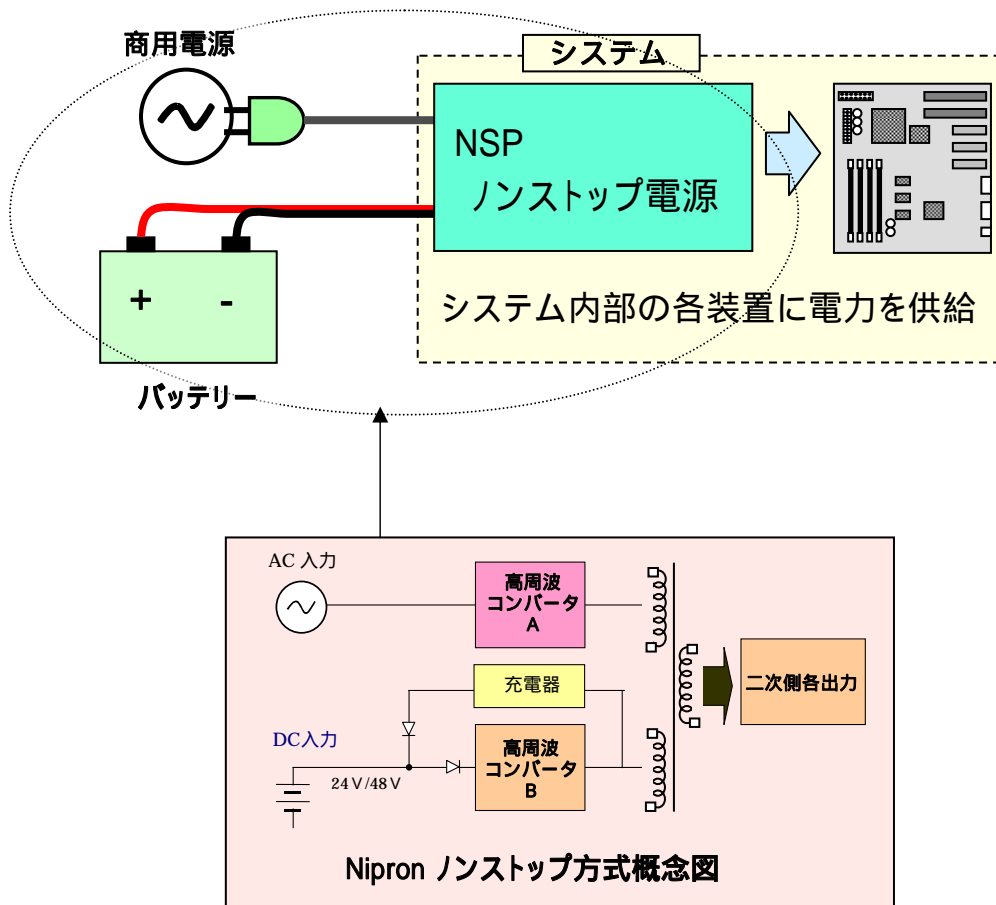 商用電源
システム
NSP
ノンストップ電源
+ -
システム内部の各装置に電力を供給
バッテリー
AC 入力
高周波
コンバータ
A
充電器
二次側各出力
DC入力
高周波
コンバータ
B
24V/48V
Nipron ノンストップ方式概念図